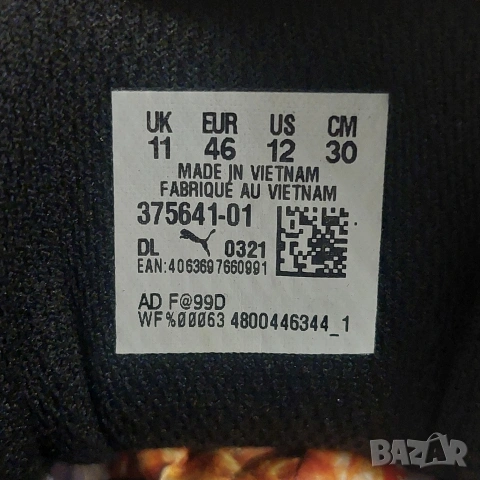 UK EUR US CM
11 46 12 30
MADE IN VIETNAM
FABRIQUÉ AU VIETNAM
375641-01
DL 0321
EAN:4063697660991
AD F@99D
WF%00063 4800446344_1
BAZAR